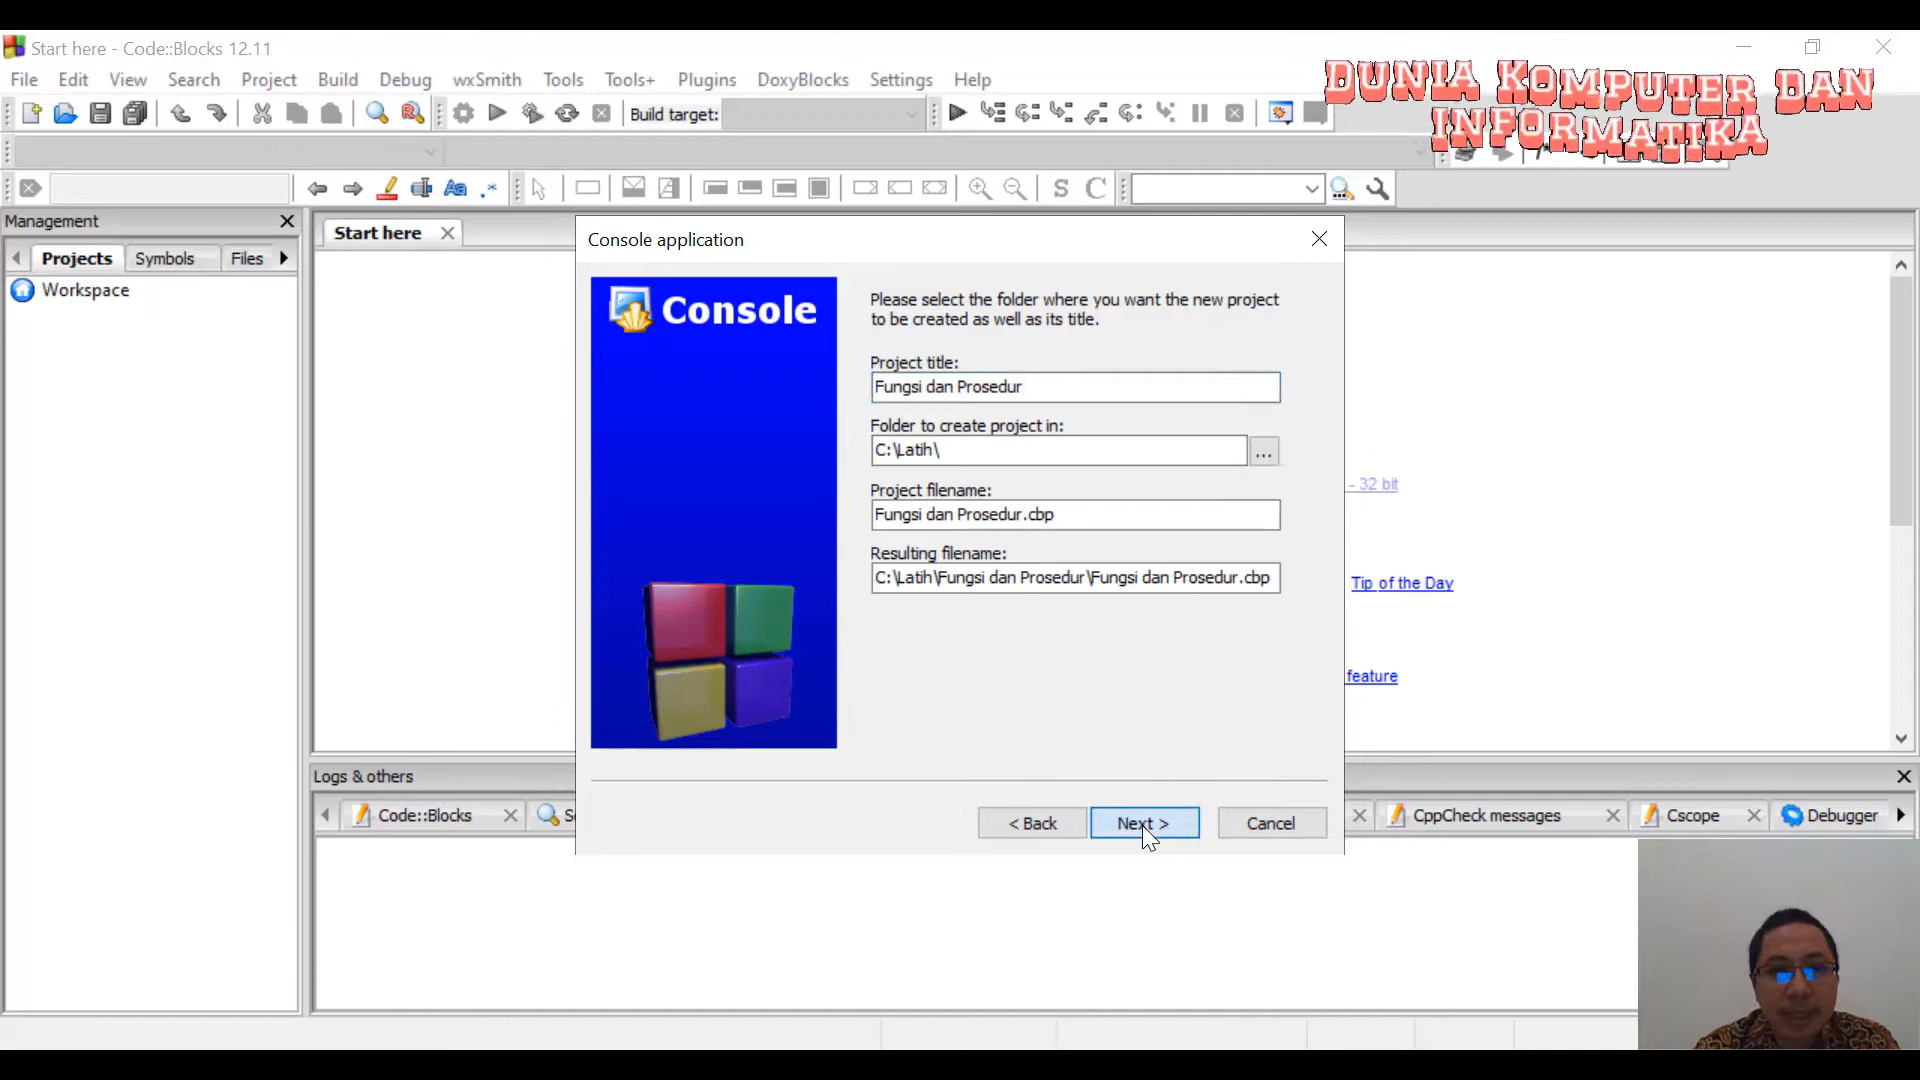 Start here - Code::Blocks 12.11
File Edit View Search Project Build Debug wxSmith Tools Tools+ Plugins DoxyBlocks Settings Help
DUNIA KOMPUTER DAN
INFORMATIKA
Build target:
S C
Management
Projects Symbols Files
Workspace
Start here
Console application
Console
Please select the folder where you want the new project
to be created as well as its title.
Project title:
Fungsi dan Prosedur
Folder to create project in:
C:\Latih\
...
Project filename:
Fungsi dan Prosedur.cbp
Resulting filename:
C:\Latih\Fungsi dan Prosedur\Fungsi dan Prosedur.cbp
< Back Next > Cancel
- 32 bit
Tip of the Day
feature
Logs & others
Code::Blocks CppCheck messages Cscope Debugger